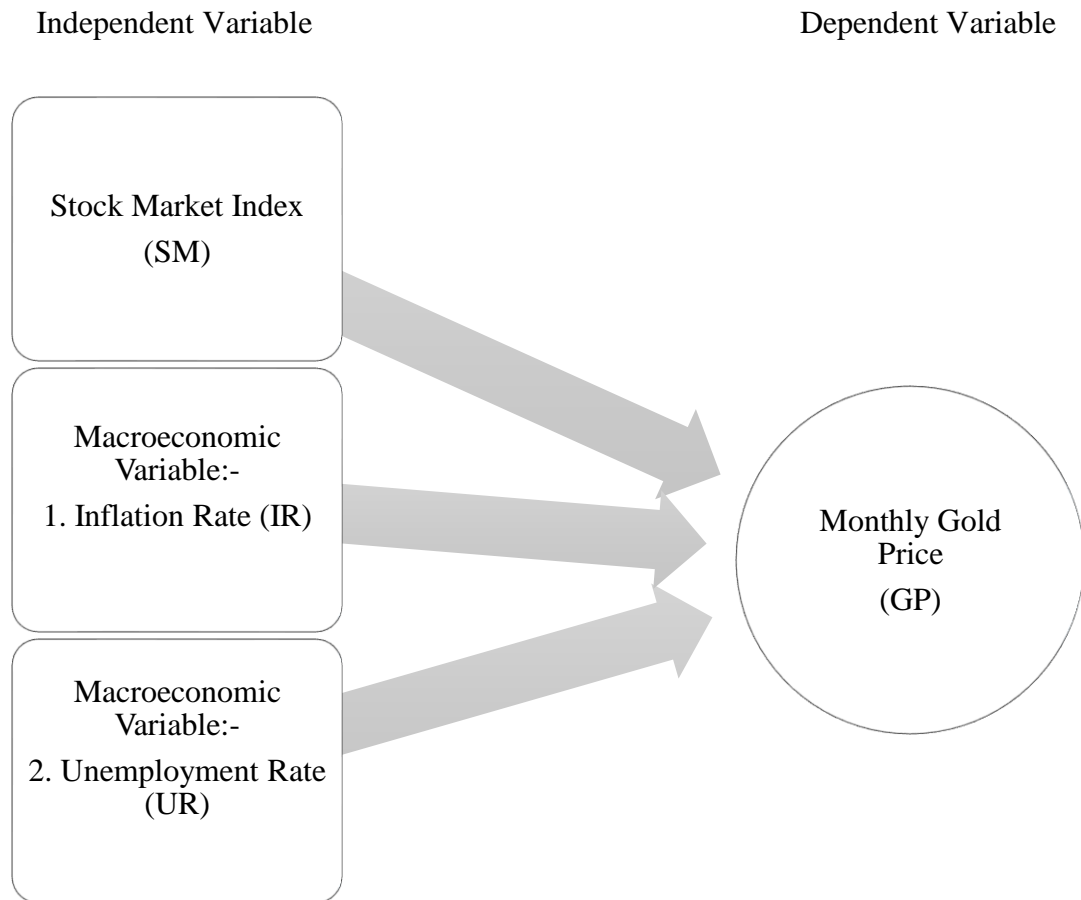 Independent Variable
Dependent Variable
Stock Market Index
(SM)
Macroeconomic
Variable:-
1. Inflation Rate (IR)
Macroeconomic
Variable:-
2. Unemployment Rate
(UR)
Monthly Gold
Price
(GP)